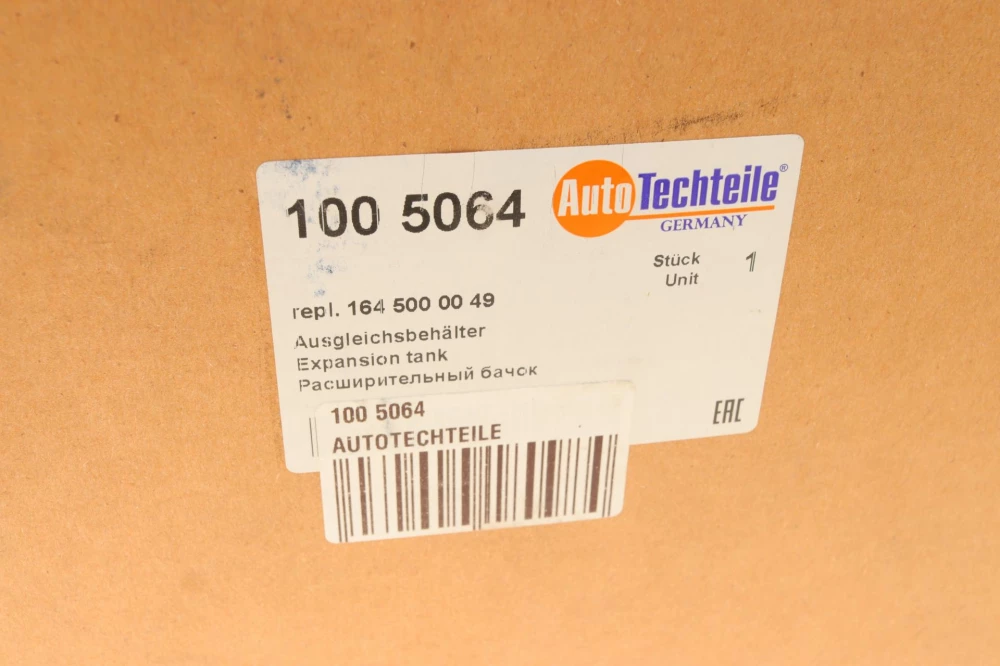 100 5064
AutoTechteile®
GERMANY
Stück 1
Unit
repl. 164 500 00 49
Ausgleichsbehälter
Expansion tank
Расширительный бачок
EAC
100 5064
AUTOTECHTEILE